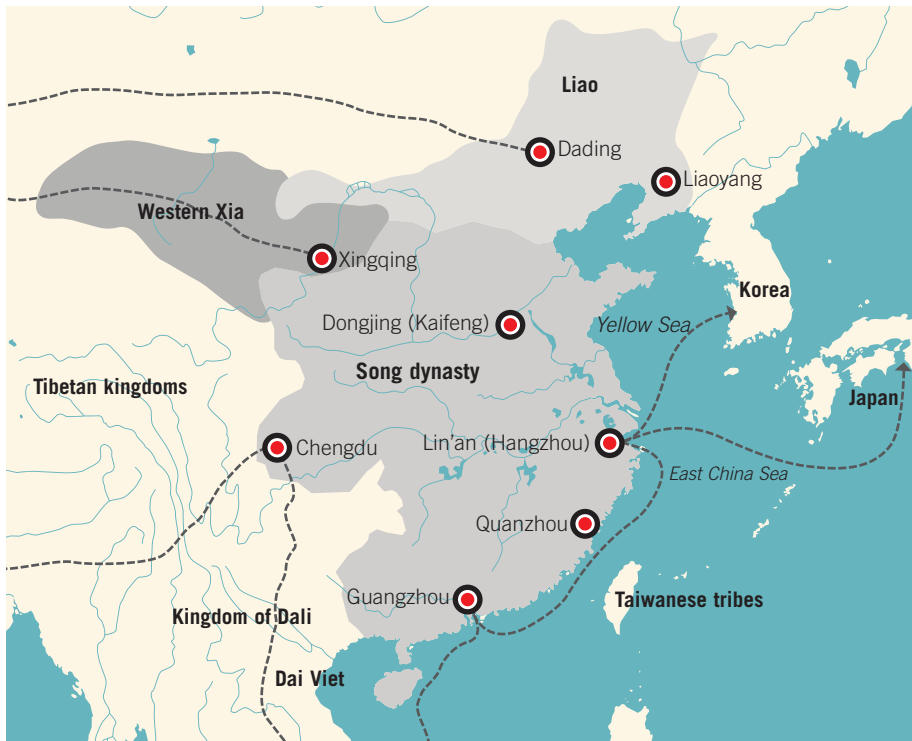 Liao
Dading
Liaoyang
Western Xia
Xingqing
Korea
Dongjing (Kaifeng)
Yellow Sea
Song dynasty
Tibetan kingdoms
Japan
Chengdu
Lin'an (Hangzhou)
East China Sea
Quanzhou
Guangzhou
Taiwanese tribes
Kingdom of Dali
Dai Viet